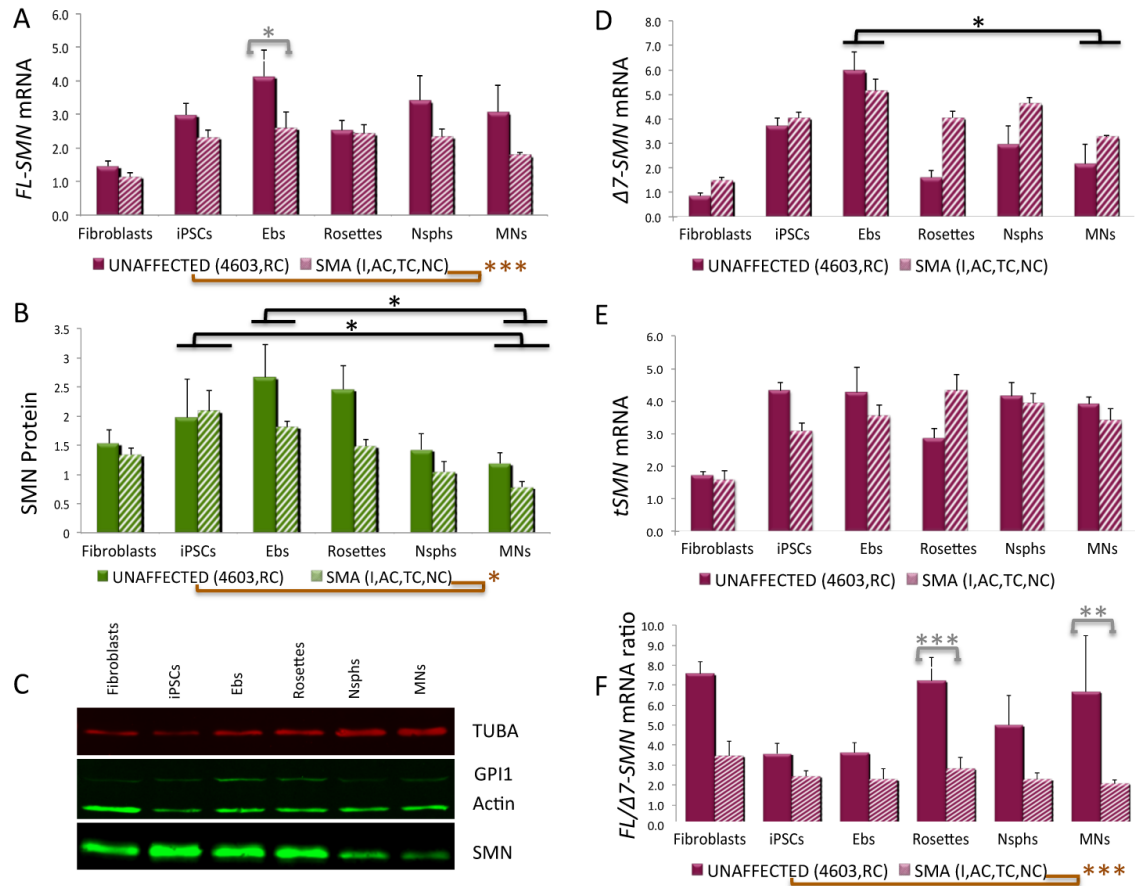 A
FL-SMN mRNA
6.0
5.0
4.0
3.0
2.0
1.0
0.0
*
Fibroblasts iPSCs Ebs Rosettes Nsphs MNs
UNAFFECTED (4603,RC) SMA (I,AC,TC,NC) ***
B
SMN Protein
3.5
3
2.5
2
1.5
1
0.5
0
*
*
Fibroblasts iPSCs Ebs Rosettes Nsphs MNs
UNAFFECTED (4603,RC) SMA (I,AC,TC,NC) *
C
Fibroblasts iPSCs Ebs Rosettes Nsphs MNs
TUBA
GPI1
Actin
SMN
D
Δ7-SMN mRNA
8.0
7.0
6.0
5.0
4.0
3.0
2.0
1.0
0.0
*
Fibroblasts iPSCs Ebs Rosettes Nsphs MNs
UNAFFECTED (4603,RC) SMA (I,AC,TC,NC)
E
tSMN mRNA
6.0
5.0
4.0
3.0
2.0
1.0
0.0
Fibroblasts iPSCs Ebs Rosettes Nsphs MNs
UNAFFECTED (4603,RC) SMA (I,AC,TC,NC)
F
FL/Δ7-SMN mRNA ratio
10.0
9.0
8.0
7.0
6.0
5.0
4.0
3.0
2.0
1.0
0.0
***
**
Fibroblasts iPSCs Ebs Rosettes Nsphs MNs
UNAFFECTED (4603,RC) SMA (I,AC,TC,NC) ***